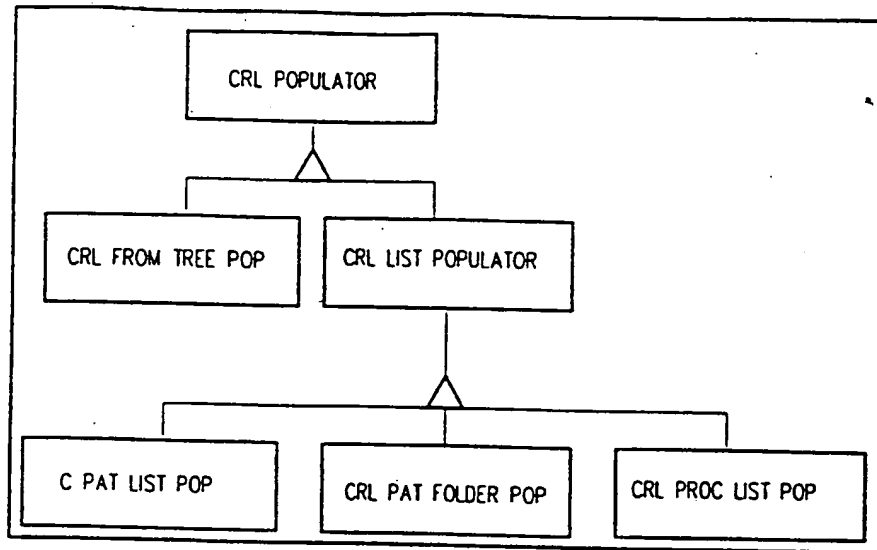 CRL POPULATOR
CRL FROM TREE POP
CRL LIST POPULATOR
C PAT LIST POP
CRL PAT FOLDER POP
CRL PROC LIST POP